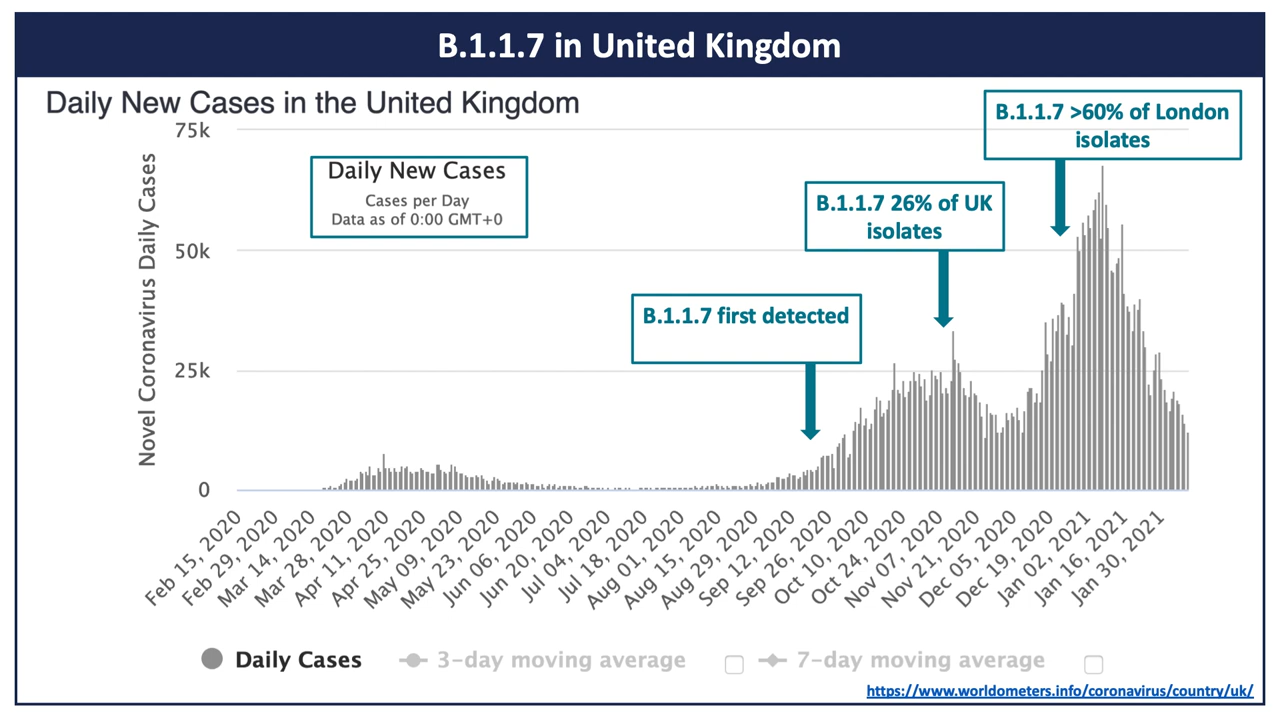 B.1.1.7 in United Kingdom
Daily New Cases in the United Kingdom
B.1.1.7 >60% of London
isolates
75k
Daily New Cases
Cases per Day
Data as of 0:00 GMT+0
B.1.1.7 26% of UK
isolates
50k
B.1.1.7 first detected
25k
0
Novel Coronavirus Daily Cases
Feb 15, 2020
Feb 29, 2020
Mar 14, 2020
Mar 28, 2020
Apr 11, 2020
Apr 25, 2020
May 09, 2020
May 23, 2020
Jun 06, 2020
Jun 20, 2020
Jul 04, 2020
Jul 18, 2020
Aug 01, 2020
Aug 15, 2020
Aug 29, 2020
Sep 12, 2020
Sep 26, 2020
Oct 10, 2020
Oct 24, 2020
Nov 07, 2020
Nov 21, 2020
Dec 05, 2020
Dec 19, 2020
Jan 02, 2021
Jan 16, 2021
Jan 30, 2021
Daily Cases
3-day moving average
7-day moving average
https://www.worldometers.info/coronavirus/country/uk/